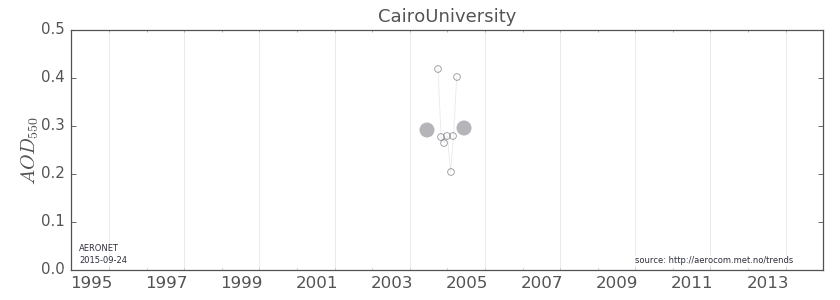 CairoUniversity
0.5
0.4
0.3
0.2
0.1
0.0
AOD550
AERONET
2015-09-24
source: http://aerocom.met.no/trends
1995 1997 1999 2001 2003 2005 2007 2009 2011 2013